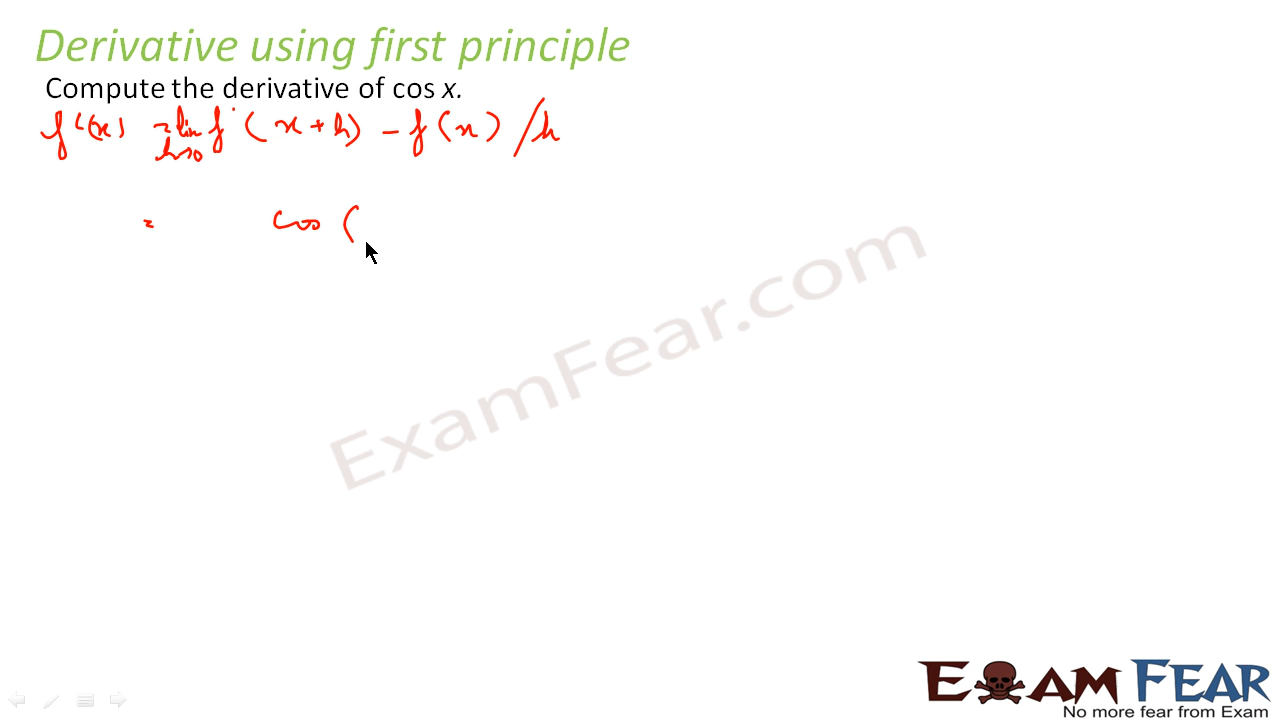 Derivative using first principle
Compute the derivative of cos x.
f'(x) = lim f (x+h) - f(x) / h
h→0
= cos (
ExamFear.com
EXAM FEAR
No more fear from Exam